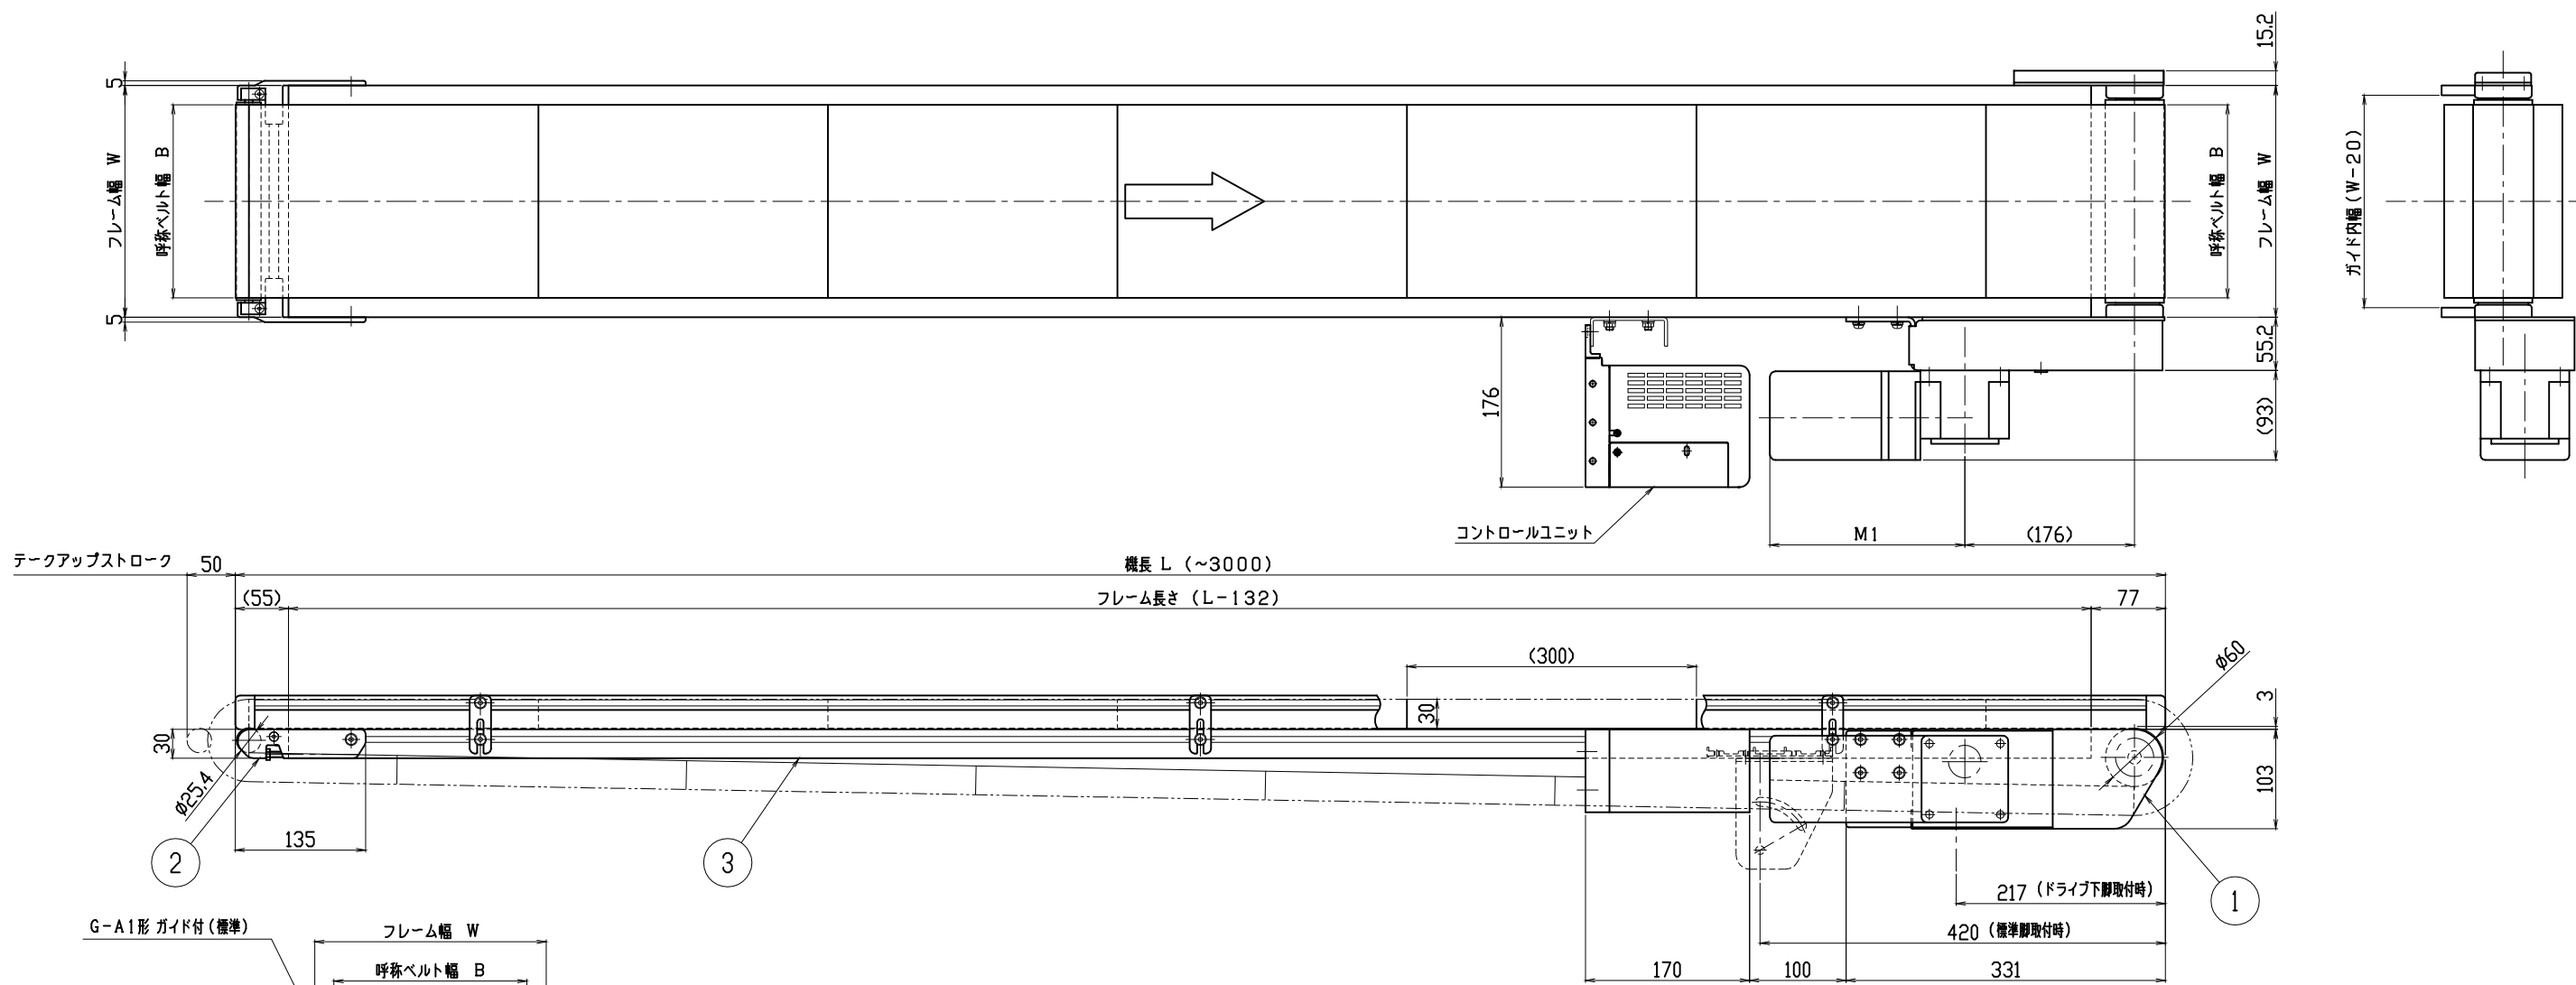 15.2
5
フレーム幅 W
呼称ベルト幅 B
呼称ベルト幅 B
フレーム幅 W
ガイド内幅(W-20)
5
176
55.2
(93)
コントロールユニット
M1
(176)
テークアップストローク
50
機長 L (~3000)
(55)
フレーム長さ (L-132)
77
(300)
φ60
3
30
30
103
φ25.4
135
2
3
1
217 (ドライブ下脚取付時)
420 (標準脚取付時)
170
100
331
G-A1形 ガイド付(標準)
フレーム幅 W
呼称ベルト幅 B